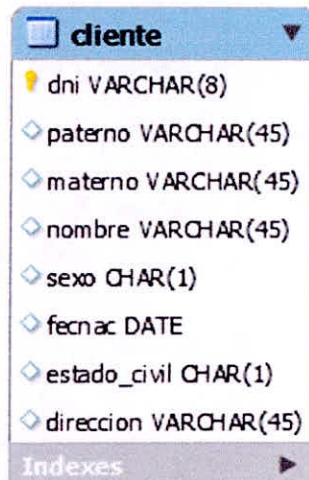 cliente
dni VARCHAR(8)
paterno VARCHAR(45)
materno VARCHAR(45)
nombre VARCHAR(45)
sexo CHAR(1)
fecnac DATE
estado_civil CHAR(1)
direccion VARCHAR(45)
Indexes